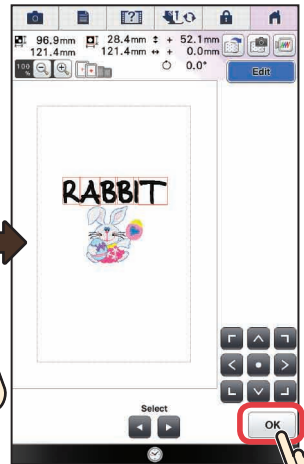 96.9mm 28.4mm + 52.1mm
121.4mm 121.4mm + 0.0mm
100 % 0.0°
Edit
RABBIT
Select
OK